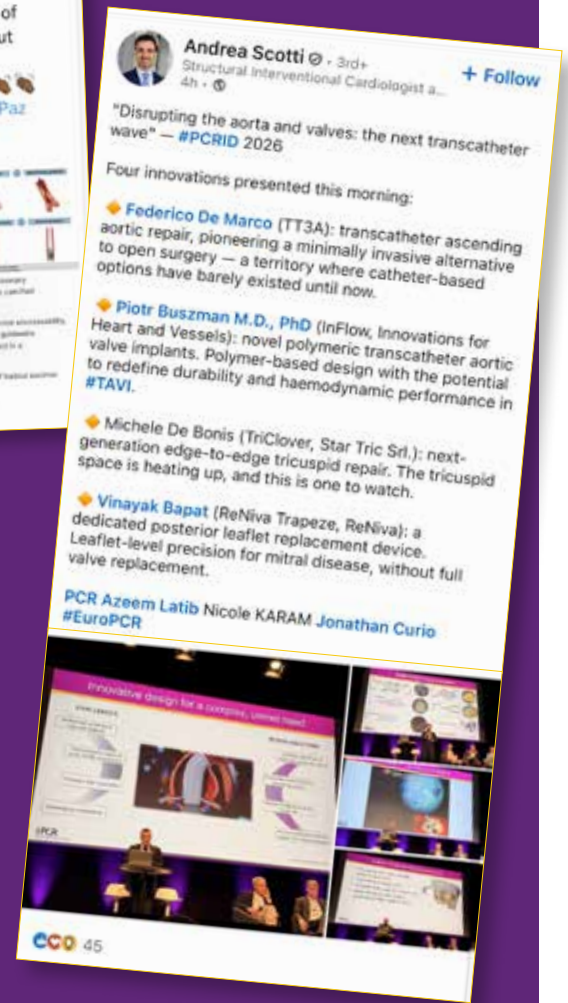 of
ut
Paz
Andrea Scotti · 3rd+
Structural Interventional Cardiologist a...
4h ·
+ Follow
"Disrupting the aorta and valves: the next transcatheter
wave" — #PCRID 2026
Four innovations presented this morning:
Federico De Marco (TT3A): transcatheter ascending
aortic repair, pioneering a minimally invasive alternative
to open surgery — a territory where catheter-based
options have barely existed until now.
Piotr Buszman M.D., PhD (InFlow, Innovations for
Heart and Vessels): novel polymeric transcatheter aortic
valve implants. Polymer-based design with the potential
to redefine durability and haemodynamic performance in
#TAVI.
Michele De Bonis (TriClover, Star Tric Srl.): next-
generation edge-to-edge tricuspid repair. The tricuspid
space is heating up, and this is one to watch.
Vinayak Bapat (ReNiva Trapeze, ReNiva): a
dedicated posterior leaflet replacement device.
Leaflet-level precision for mitral disease, without full
valve replacement.
PCR Azeem Latib Nicole KARAM Jonathan Curio
#EuroPCR
Innovative design for a complex, unmet need
PCR
45